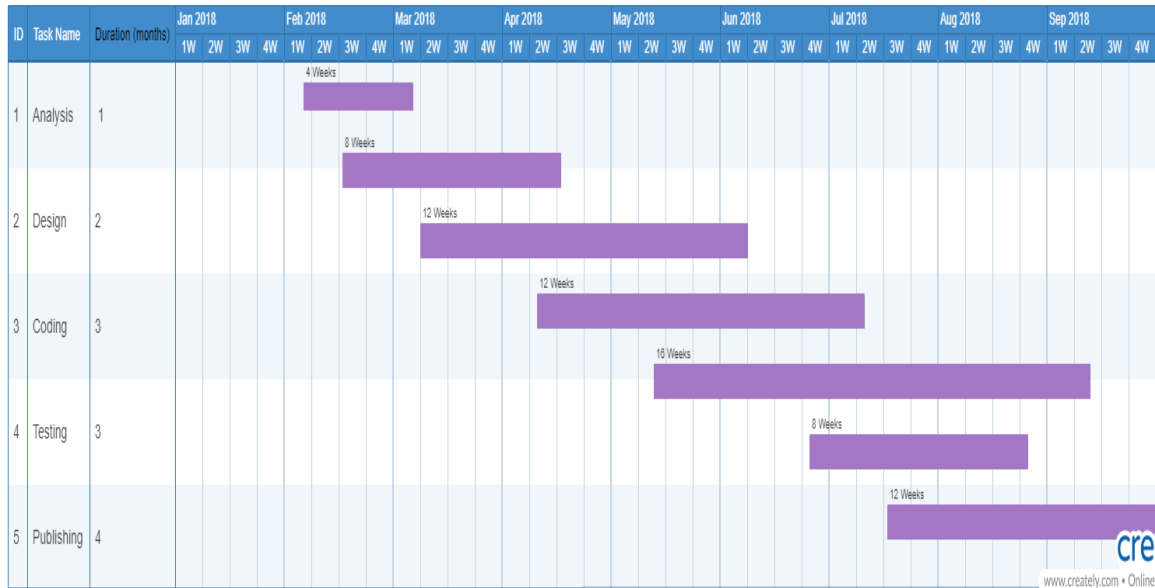 ID Task Name Duration (months) Jan 2018 Feb 2018 Mar 2018 Apr 2018 May 2018 Jun 2018 Jul 2018 Aug 2018 Sep 2018
1W 2W 3W 4W 1W 2W 3W 4W 1W 2W 3W 4W 1W 2W 3W 4W 1W 2W 3W 4W 1W 2W 3W 4W 1W 2W 3W 4W 1W 2W 3W 4W 1W 2W 3W 4W
4 Weeks
1 Analysis 1
8 Weeks
2 Design 2
12 Weeks
12 Weeks
3 Coding 3
16 Weeks
4 Testing 3
8 Weeks
12 Weeks
5 Publishing 4
cre
www.creately.com • Online